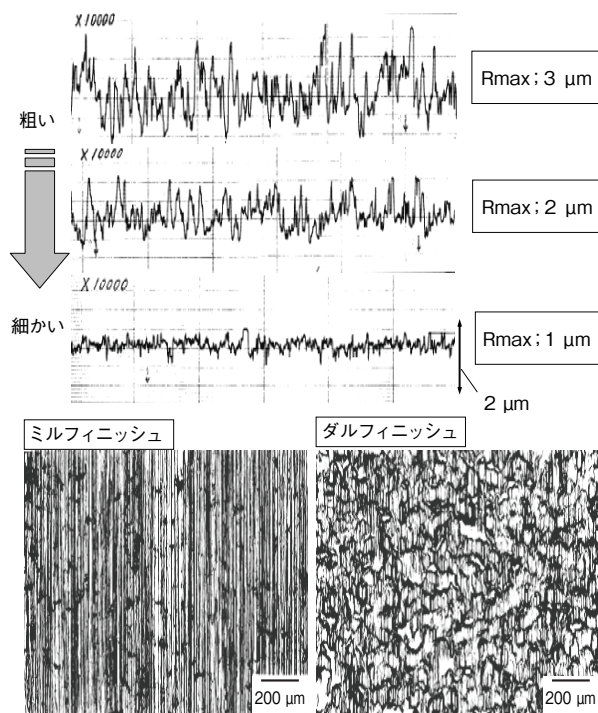 X10000
Rmax；3 μm
粗い
X10000
Rmax；2 μm
X10000
細かい
Rmax；1 μm
2 μm
ミルフィニッシュ
ダルフィニッシュ
200 μm
200 μm